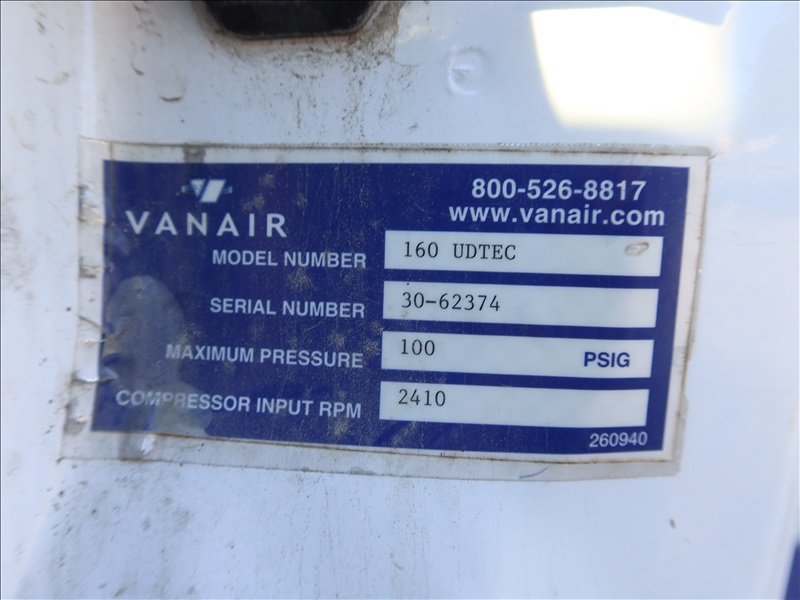 VANAIR
800-526-8817
www.vanair.com
MODEL NUMBER 160 UDTEC
SERIAL NUMBER 30-62374
MAXIMUM PRESSURE 100 PSIG
COMPRESSOR INPUT RPM 2410
260940